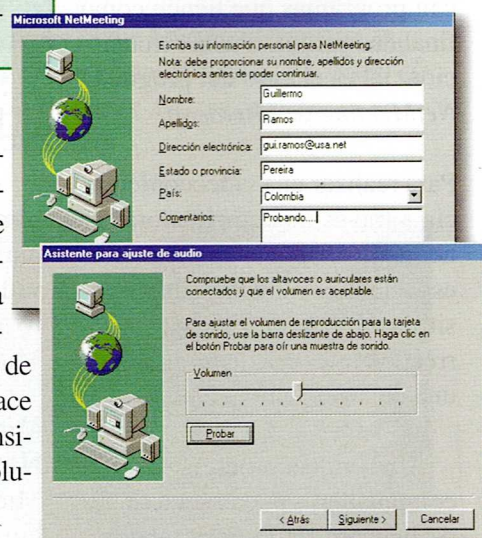 Microsoft NetMeeting
Escriba su información personal para NetMeeting.
Nota: debe proporcionar su nombre, apellidos y dirección
electrónica antes de poder continuar.
Nombre: Guillermo
Apellidos: Ramos
Dirección electrónica: gui.ramos@usa.net
Estado o provincia: Pereira
País: Colombia
Comentarios: Probando...
Asistente para ajuste de audio
Compruebe que los altavoces o auriculares están
conectados y que el volumen es aceptable.
Para ajustar el volumen de reproducción para la tarjeta
de sonido, use la barra deslizante de abajo. Haga clic en
el botón Probar para oír una muestra de sonido.
Volumen
Probar
< Atrás Siguiente > Cancelar
de